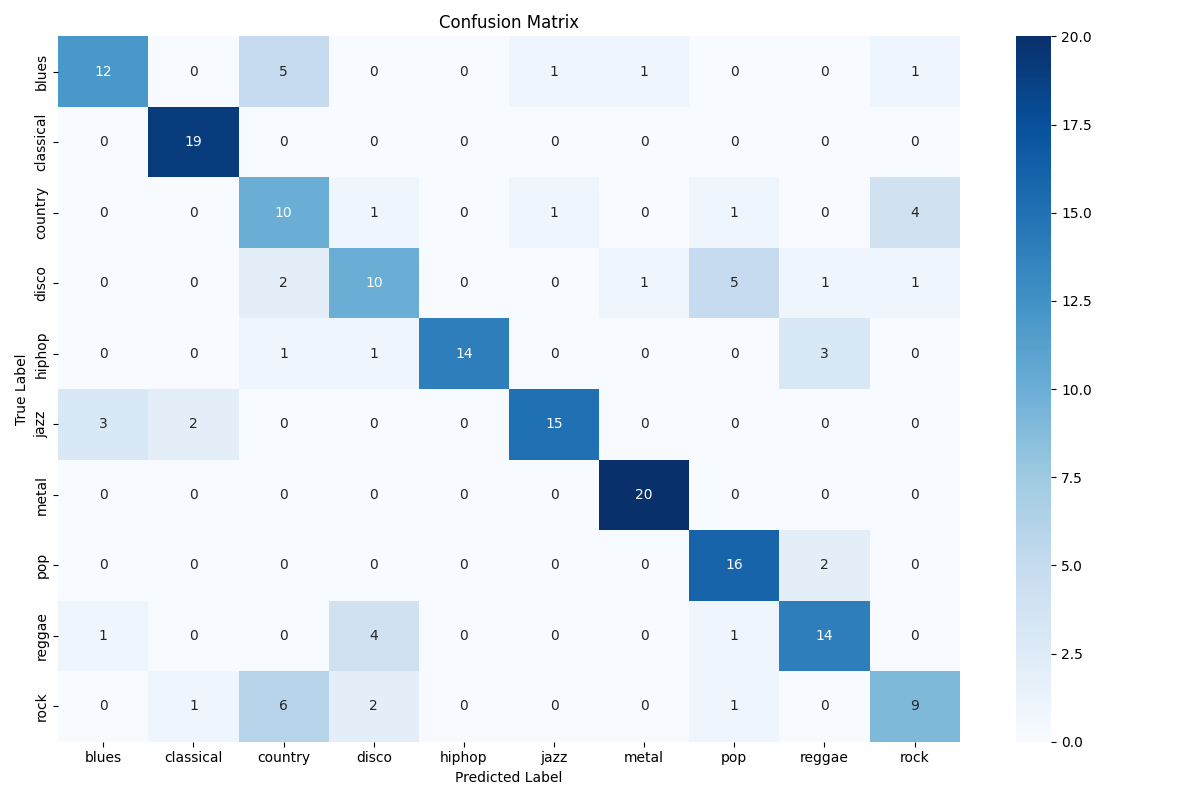 Confusion Matrix
True Label
blues 12 0 5 0 0 1 1 0 0 1
classical 0 19 0 0 0 0 0 0 0 0
country 0 0 10 1 0 1 0 1 0 4
disco 0 0 2 10 0 0 1 5 1 1
hiphop 0 0 1 1 14 0 0 0 3 0
jazz 3 2 0 0 0 15 0 0 0 0
metal 0 0 0 0 0 0 20 0 0 0
pop 0 0 0 0 0 0 0 16 2 0
reggae 1 0 0 4 0 0 0 1 14 0
rock 0 1 6 2 0 0 0 1 0 9
blues classical country disco hiphop jazz metal pop reggae rock
Predicted Label
20.0
17.5
15.0
12.5
10.0
7.5
5.0
2.5
0.0